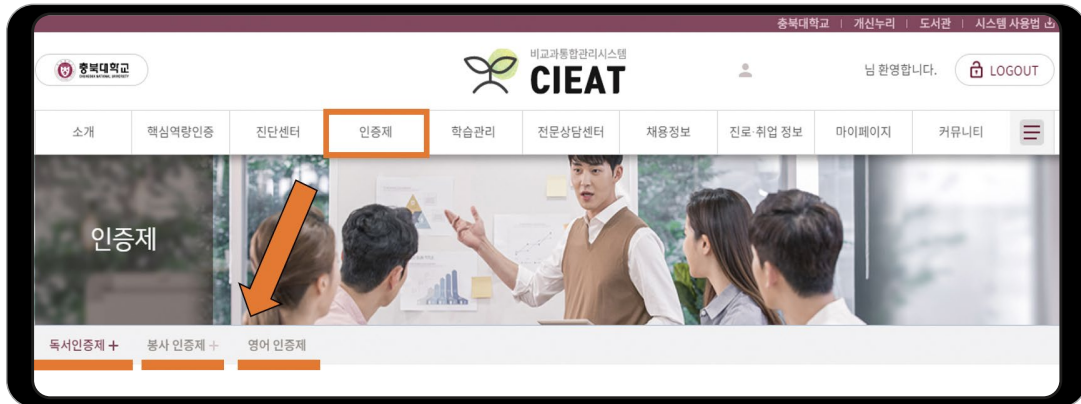 충북대학교 | 개신누리 | 도서관 | 시스템 사용법
충북대학교
CHUNGBUK NATIONAL UNIVERSITY
비교과통합관리시스템
CIEAT
님 환영합니다.
LOGOUT
소개 핵심역량인증 진단센터 인증제 학습관리 전문상담센터 채용정보 진로·취업 정보 마이페이지 커뮤니티
인증제
독서인증제 + 봉사 인증제 + 영어 인증제